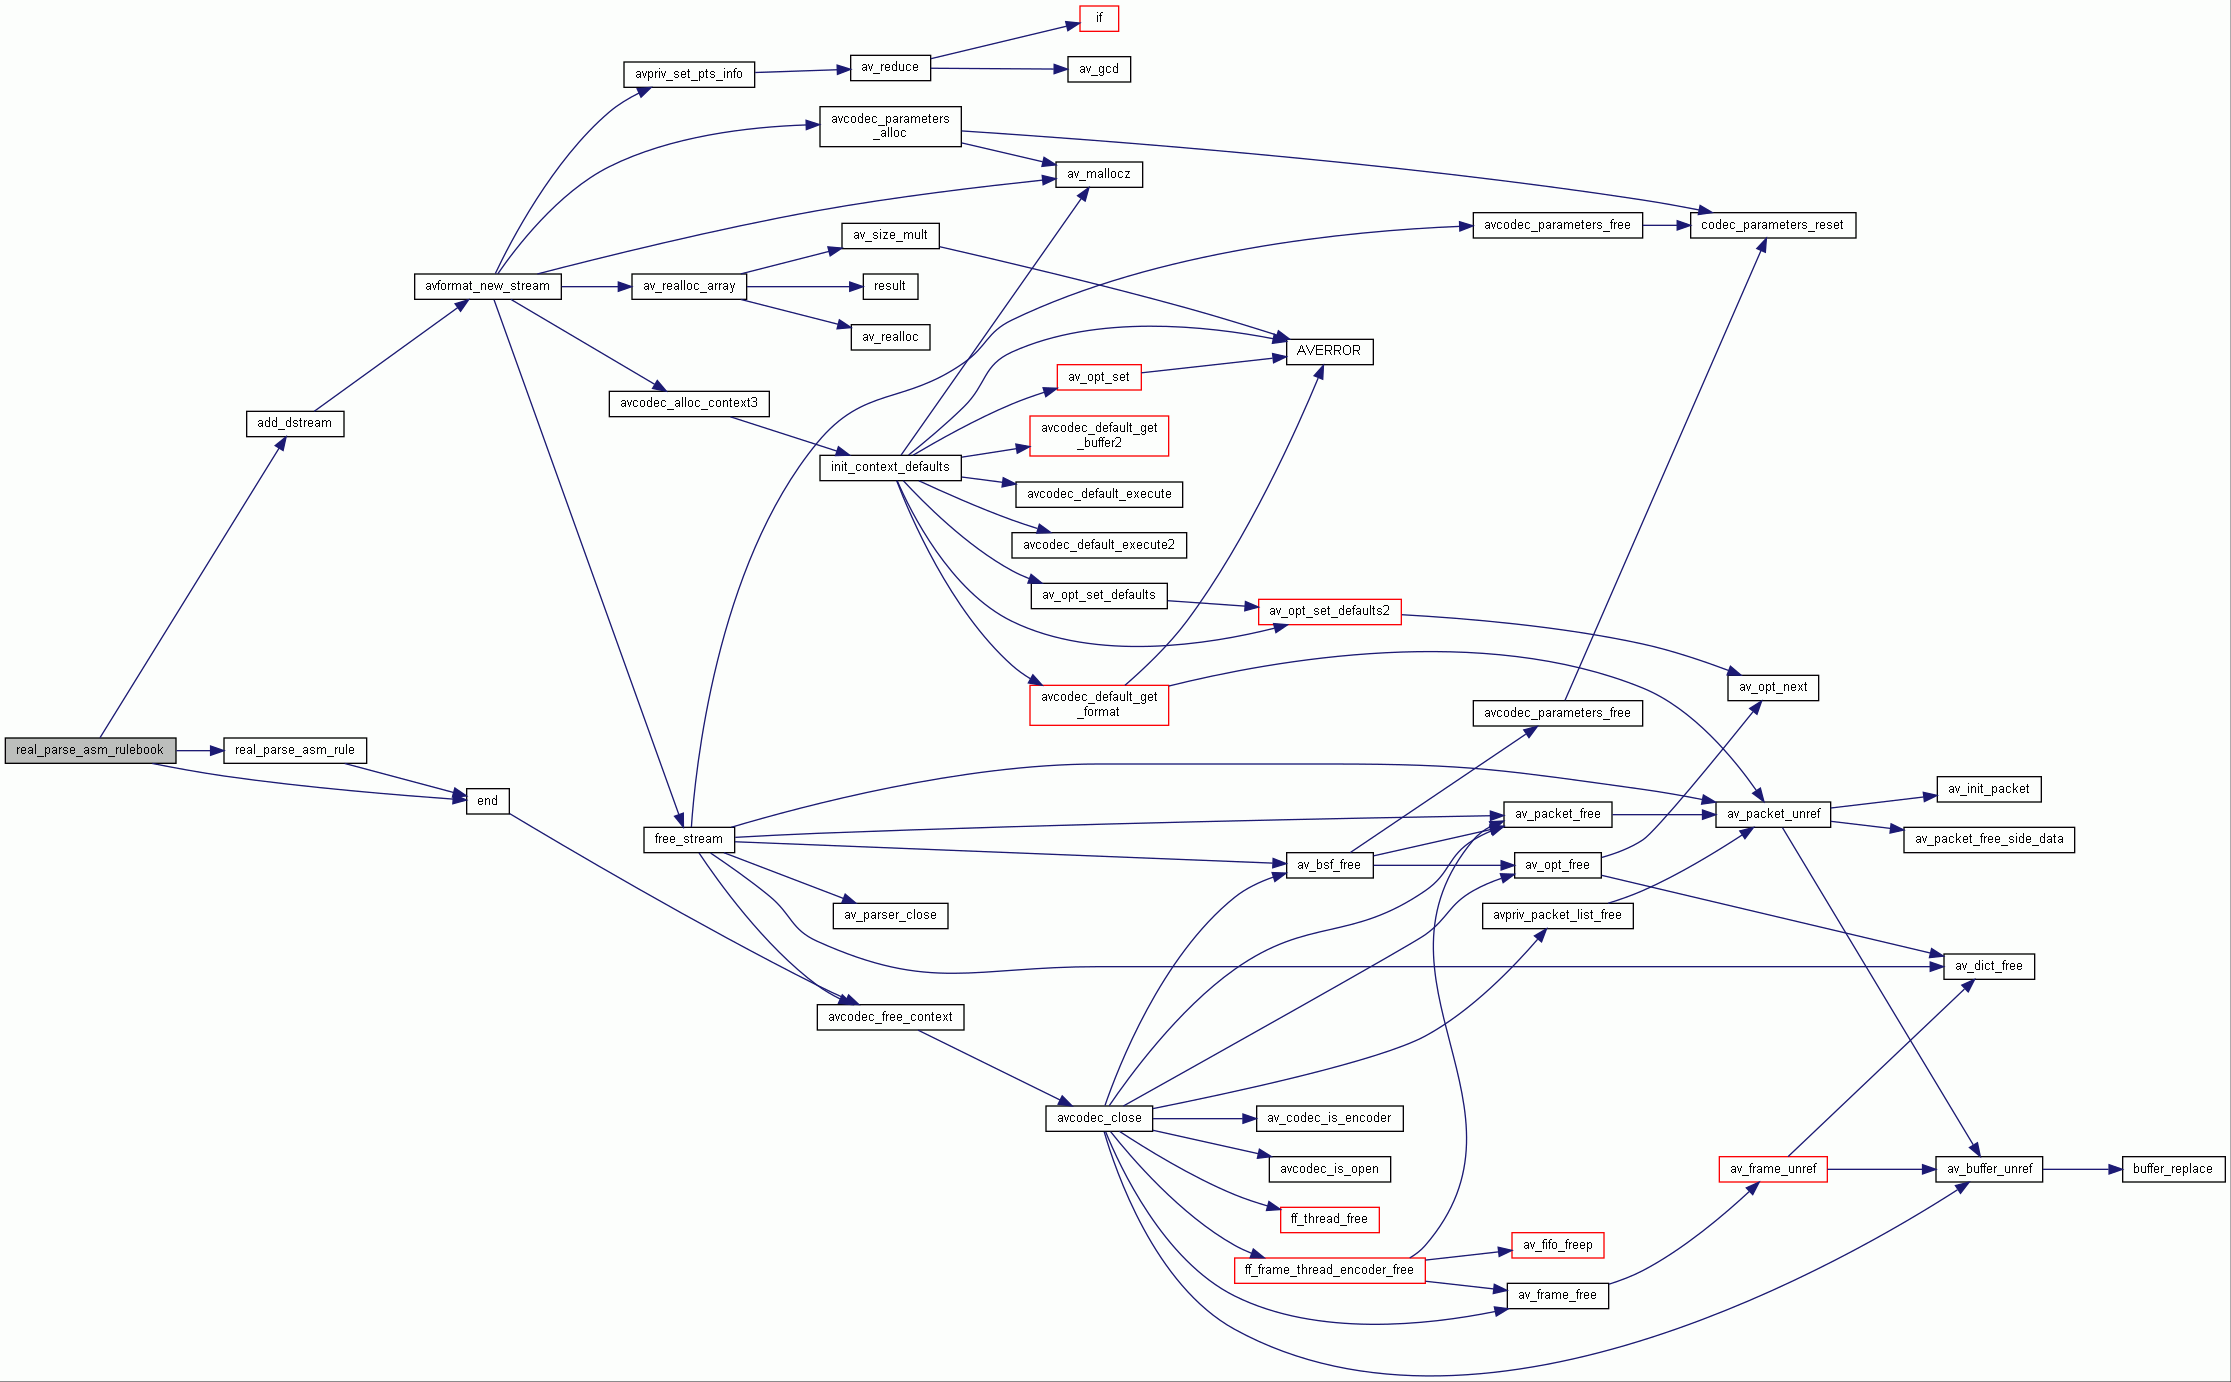 if
avpriv_set_pts_info
av_reduce
av_gcd
avcodec_parameters
_alloc
av_mallocz
av_size_mult
avcodec_parameters_free
codec_parameters_reset
avformat_new_stream
av_realloc_array
result
av_realloc
AVERROR
av_opt_set
avcodec_alloc_context3
add_dstream
avcodec_default_get
_buffer2
init_context_defaults
avcodec_default_execute
avcodec_default_execute2
av_opt_set_defaults
av_opt_set_defaults2
avcodec_default_get
_format
av_opt_next
avcodec_parameters_free
real_parse_asm_rulebook
real_parse_asm_rule
end
av_init_packet
av_packet_free
av_packet_unref
free_stream
av_packet_free_side_data
av_bsf_free
av_opt_free
av_parser_close
avpriv_packet_list_free
av_dict_free
avcodec_free_context
avcodec_close
av_codec_is_encoder
avcodec_is_open
av_frame_unref
av_buffer_unref
buffer_replace
ff_thread_free
av_fifo_freep
ff_frame_thread_encoder_free
av_frame_free